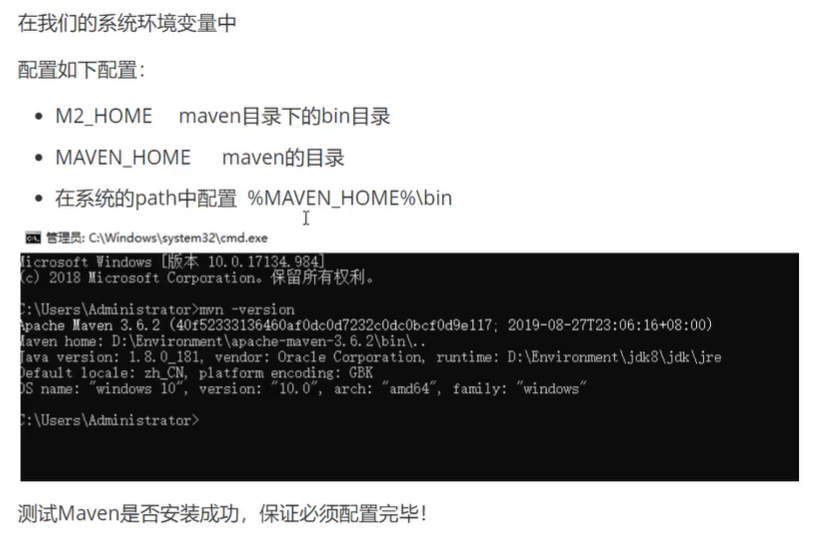 在我们的系统环境变量中
配置如下配置：
M2_HOME maven目录下的bin目录
MAVEN_HOME maven的目录
在系统的path中配置 %MAVEN_HOME%\bin
管理员: C:\Windows\system32\cmd.exe
Microsoft Windows [版本 10.0.17134.984]
(c) 2018 Microsoft Corporation。保留所有权利。
C:\Users\Administrator>mvn -version
Apache Maven 3.6.2 (40f52333136460af0dc0d7232c0dc0bcf0d9e117; 2019-08-27T23:06:16+08:00)
Maven home: D:\Environment\apache-maven-3.6.2\bin\..
Java version: 1.8.0_181, vendor: Oracle Corporation, runtime: D:\Environment\jdk8\jdk\jre
Default locale: zh_CN, platform encoding: GBK
OS name: "windows 10", version: "10.0", arch: "amd64", family: "windows"
C:\Users\Administrator>
测试Maven是否安装成功，保证必须配置完毕！